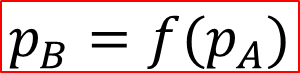 p_B = f(p_A)